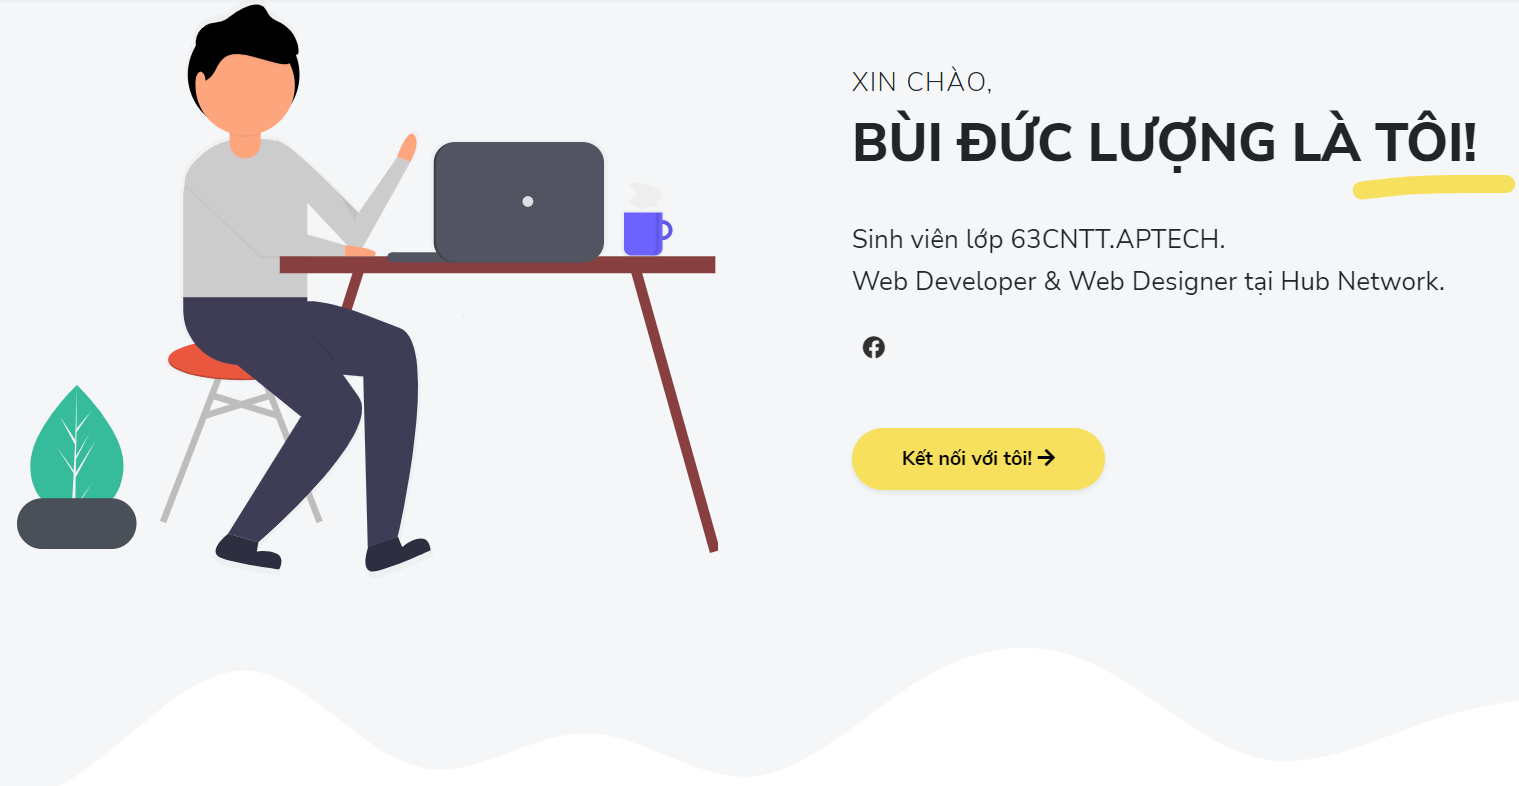 XIN CHÀO,
BÙI ĐỨC LƯỢNG LÀ TÔI!
Sinh viên lớp 63CNTT.APTECH.
Web Developer & Web Designer tại Hub Network.
Kết nối với tôi!